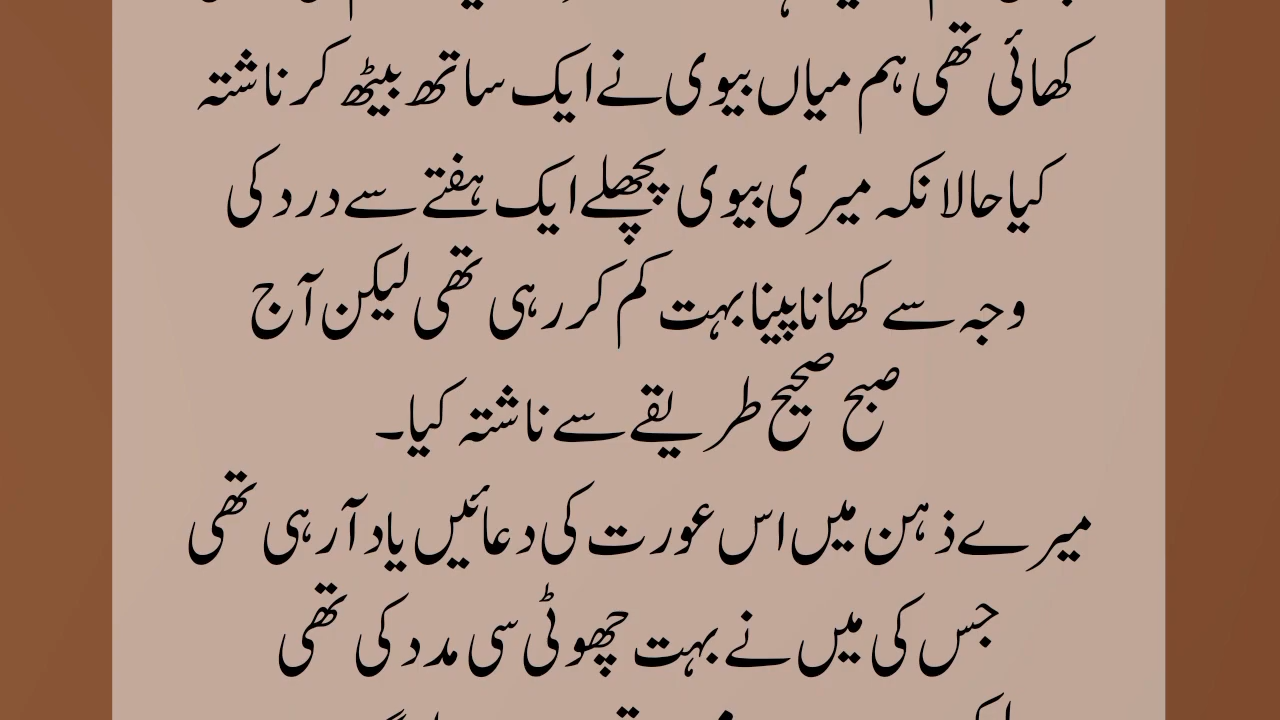 کھائی تھی ہم میاں بیوی نے ایک ساتھ بیٹھ کر ناشتہ
کیا حالانکہ میری بیوی پچھلے ایک ہفتے سے درد کی
وجہ سے کھانا پینا بہت کم کر رہی تھی لیکن آج
صبح صحیح طریقے سے ناشتہ کیا۔
میرے ذہن میں اس عورت کی دعائیں یاد آ رہی تھی
جس کی میں نے بہت چھوٹی سی مدد کی تھی